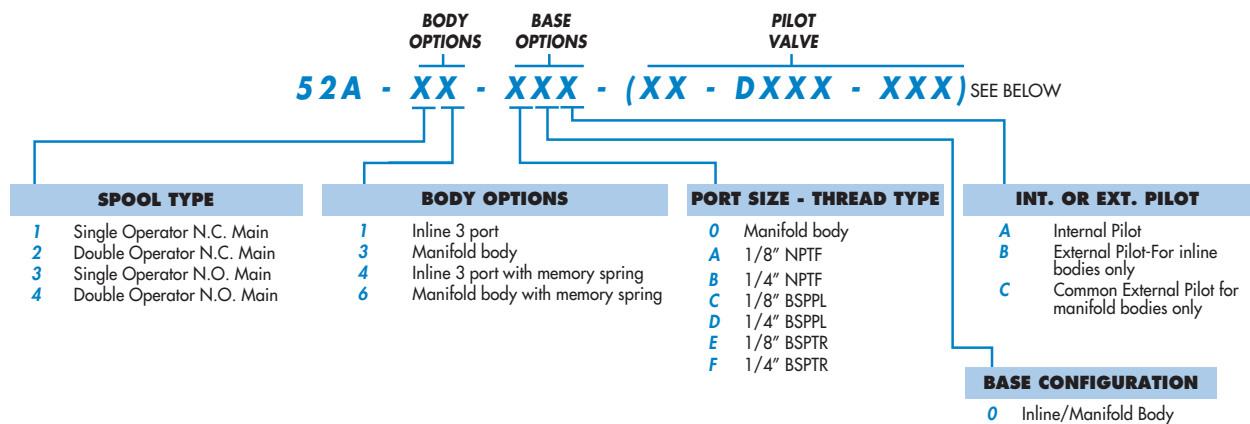 BODY
OPTIONS
BASE
OPTIONS
PILOT
VALVE
52A - XX - XXX - (XX - DXXX - XXX) SEE BELOW
SPOOL TYPE
1 Single Operator N.C. Main
2 Double Operator N.C. Main
3 Single Operator N.O. Main
4 Double Operator N.O. Main
BODY OPTIONS
1 Inline 3 port
3 Manifold body
4 Inline 3 port with memory spring
6 Manifold body with memory spring
PORT SIZE - THREAD TYPE
0 Manifold body
A 1/8” NPTF
B 1/4” NPTF
C 1/8” BSPPL
D 1/4” BSPPL
E 1/8” BSPTR
F 1/4” BSPTR
INT. OR EXT. PILOT
A Internal Pilot
B External Pilot-For inline
bodies only
C Common External Pilot for
manifold bodies only
BASE CONFIGURATION
0 Inline/Manifold Body